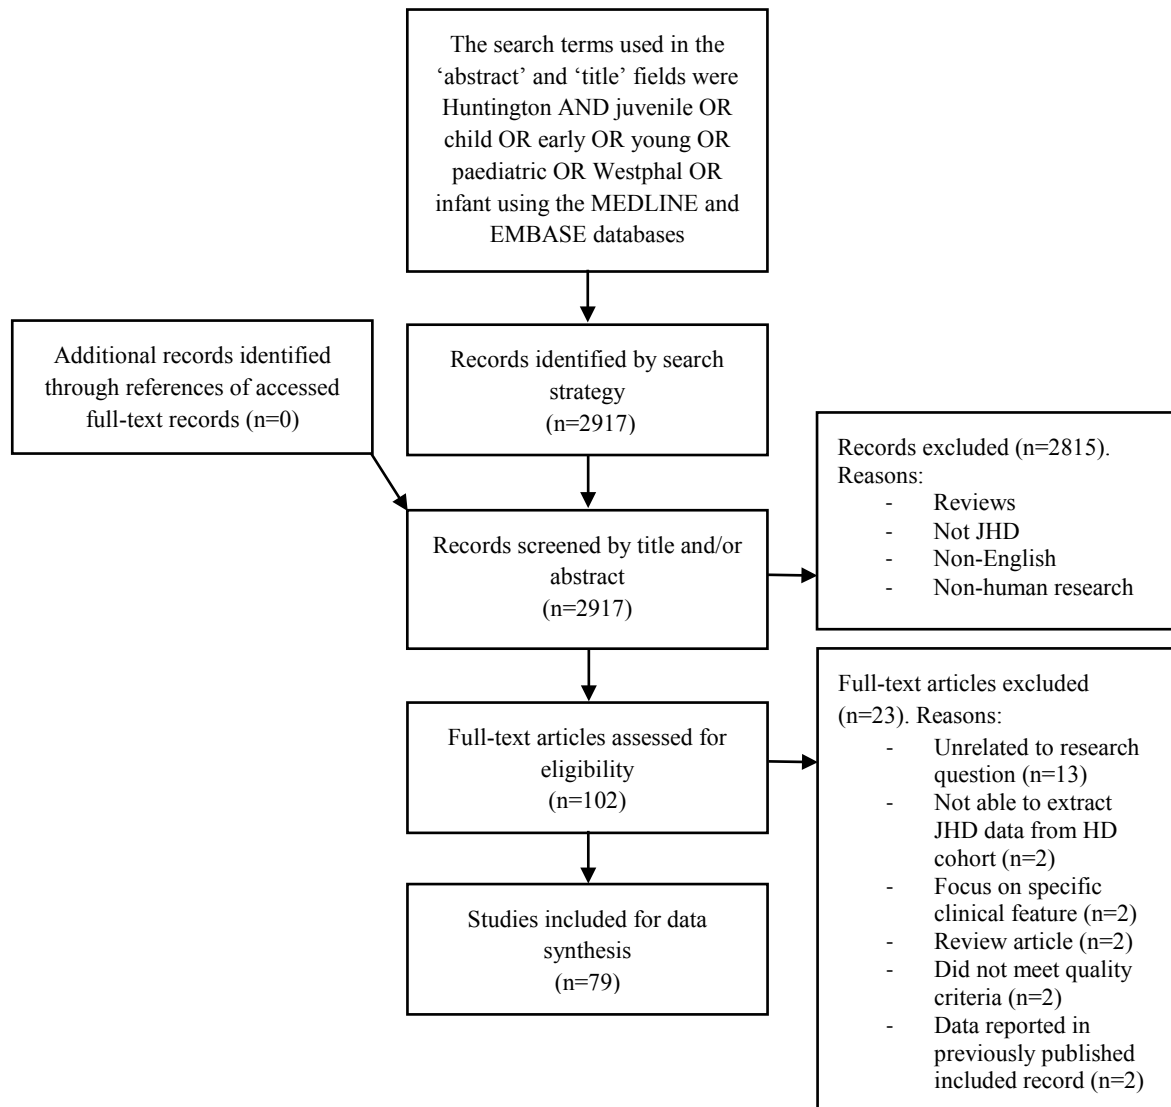 The search terms used in the
‘abstract’ and ‘title’ fields were
Huntington AND juvenile OR
child OR early OR young OR
paediatric OR Westphal OR
infant using the MEDLINE and
EMBASE databases
Additional records identified
through references of accessed
full-text records (n=0)
Records identified by search
strategy
(n=2917)
Records screened by title and/or
abstract
(n=2917)
Records excluded (n=2815).
Reasons:
- Reviews
- Not JHD
- Non-English
- Non-human research
Full-text articles assessed for
eligibility
(n=102)
Full-text articles excluded
(n=23). Reasons:
- Unrelated to research
question (n=13)
- Not able to extract
JHD data from HD
cohort (n=2)
- Focus on specific
clinical feature (n=2)
- Review article (n=2)
- Did not meet quality
criteria (n=2)
- Data reported in
previously published
included record (n=2)
Studies included for data
synthesis
(n=79)